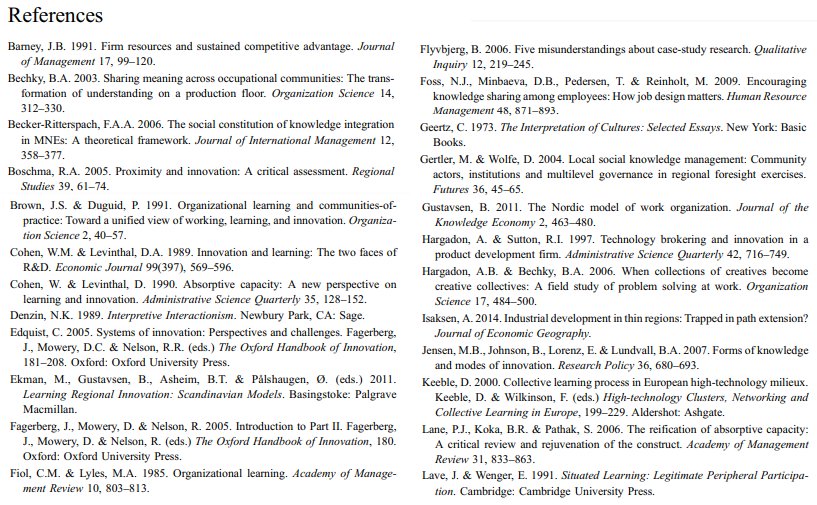 References
Barney, J.B. 1991. Firm resources and sustained competitive advantage. Journal
of Management 17, 99–120.
Bechky, B.A. 2003. Sharing meaning across occupational communities: The trans-
formation of understanding on a production floor. Organization Science 14,
312–330.
Becker-Ritterspach, F.A.A. 2006. The social constitution of knowledge integration
in MNEs: A theoretical framework. Journal of International Management 12,
358–377.
Boschma, R.A. 2005. Proximity and innovation: A critical assessment. Regional
Studies 39, 61–74.
Brown, J.S. & Duguid, P. 1991. Organizational learning and communities-of-
practice: Toward a unified view of working, learning, and innovation. Organiza-
tion Science 2, 40–57.
Cohen, W.M. & Levinthal, D.A. 1989. Innovation and learning: The two faces of
R&D. Economic Journal 99(397), 569–596.
Cohen, W. & Levinthal, D. 1990. Absorptive capacity: A new perspective on
learning and innovation. Administrative Science Quarterly 35, 128–152.
Denzin, N.K. 1989. Interpretive Interactionism. Newbury Park, CA: Sage.
Edquist, C. 2005. Systems of innovation: Perspectives and challenges. Fagerberg,
J., Mowery, D.C. & Nelson, R.R. (eds.) The Oxford Handbook of Innovation,
181–208. Oxford: Oxford University Press.
Ekman, M., Gustavsen, B., Asheim, B.T. & Pålshaugen, Ø. (eds.) 2011.
Learning Regional Innovation: Scandinavian Models. Basingstoke: Palgrave
Macmillan.
Fagerberg, J., Mowery, D. & Nelson, R. 2005. Introduction to Part II. Fagerberg,
J., Mowery, D. & Nelson, R. (eds.) The Oxford Handbook of Innovation, 180.
Oxford: Oxford University Press.
Fiol, C.M. & Lyles, M.A. 1985. Organizational learning. Academy of Manage-
ment Review 10, 803–813.
Flyvbjerg, B. 2006. Five misunderstandings about case-study research. Qualitative
Inquiry 12, 219–245.
Foss, N.J., Minbaeva, D.B., Pedersen, T. & Reinholt, M. 2009. Encouraging
knowledge sharing among employees: How job design matters. Human Resource
Management 48, 871–893.
Geertz, C. 1973. The Interpretation of Cultures: Selected Essays. New York: Basic
Books.
Gertler, M. & Wolfe, D. 2004. Local social knowledge management: Community
actors, institutions and multilevel governance in regional foresight exercises.
Futures 36, 45–65.
Gustavsen, B. 2011. The Nordic model of work organization. Journal of the
Knowledge Economy 2, 463–480.
Hargadon, A. & Sutton, R.I. 1997. Technology brokering and innovation in a
product development firm. Administrative Science Quarterly 42, 716–749.
Hargadon, A.B. & Bechky, B.A. 2006. When collections of creatives become
creative collectives: A field study of problem solving at work. Organization
Science 17, 484–500.
Isaksen, A. 2014. Industrial development in thin regions: Trapped in path extension?
Journal of Economic Geography.
Jensen, M.B., Johnson, B., Lorenz, E. & Lundvall, B.A. 2007. Forms of knowledge
and modes of innovation. Research Policy 36, 680–693.
Keeble, D. 2000. Collective learning process in European high-technology milieux.
Keeble, D. & Wilkinson, F. (eds.) High-technology Clusters, Networking and
Collective Learning in Europe, 199–229. Aldershot: Ashgate.
Lane, P.J., Koka, B.R. & Pathak, S. 2006. The reification of absorptive capacity:
A critical review and rejuvenation of the construct. Academy of Management
Review 31, 833–863.
Lave, J. & Wenger, E. 1991. Situated Learning: Legitimate Peripheral Participa-
tion. Cambridge: Cambridge University Press.